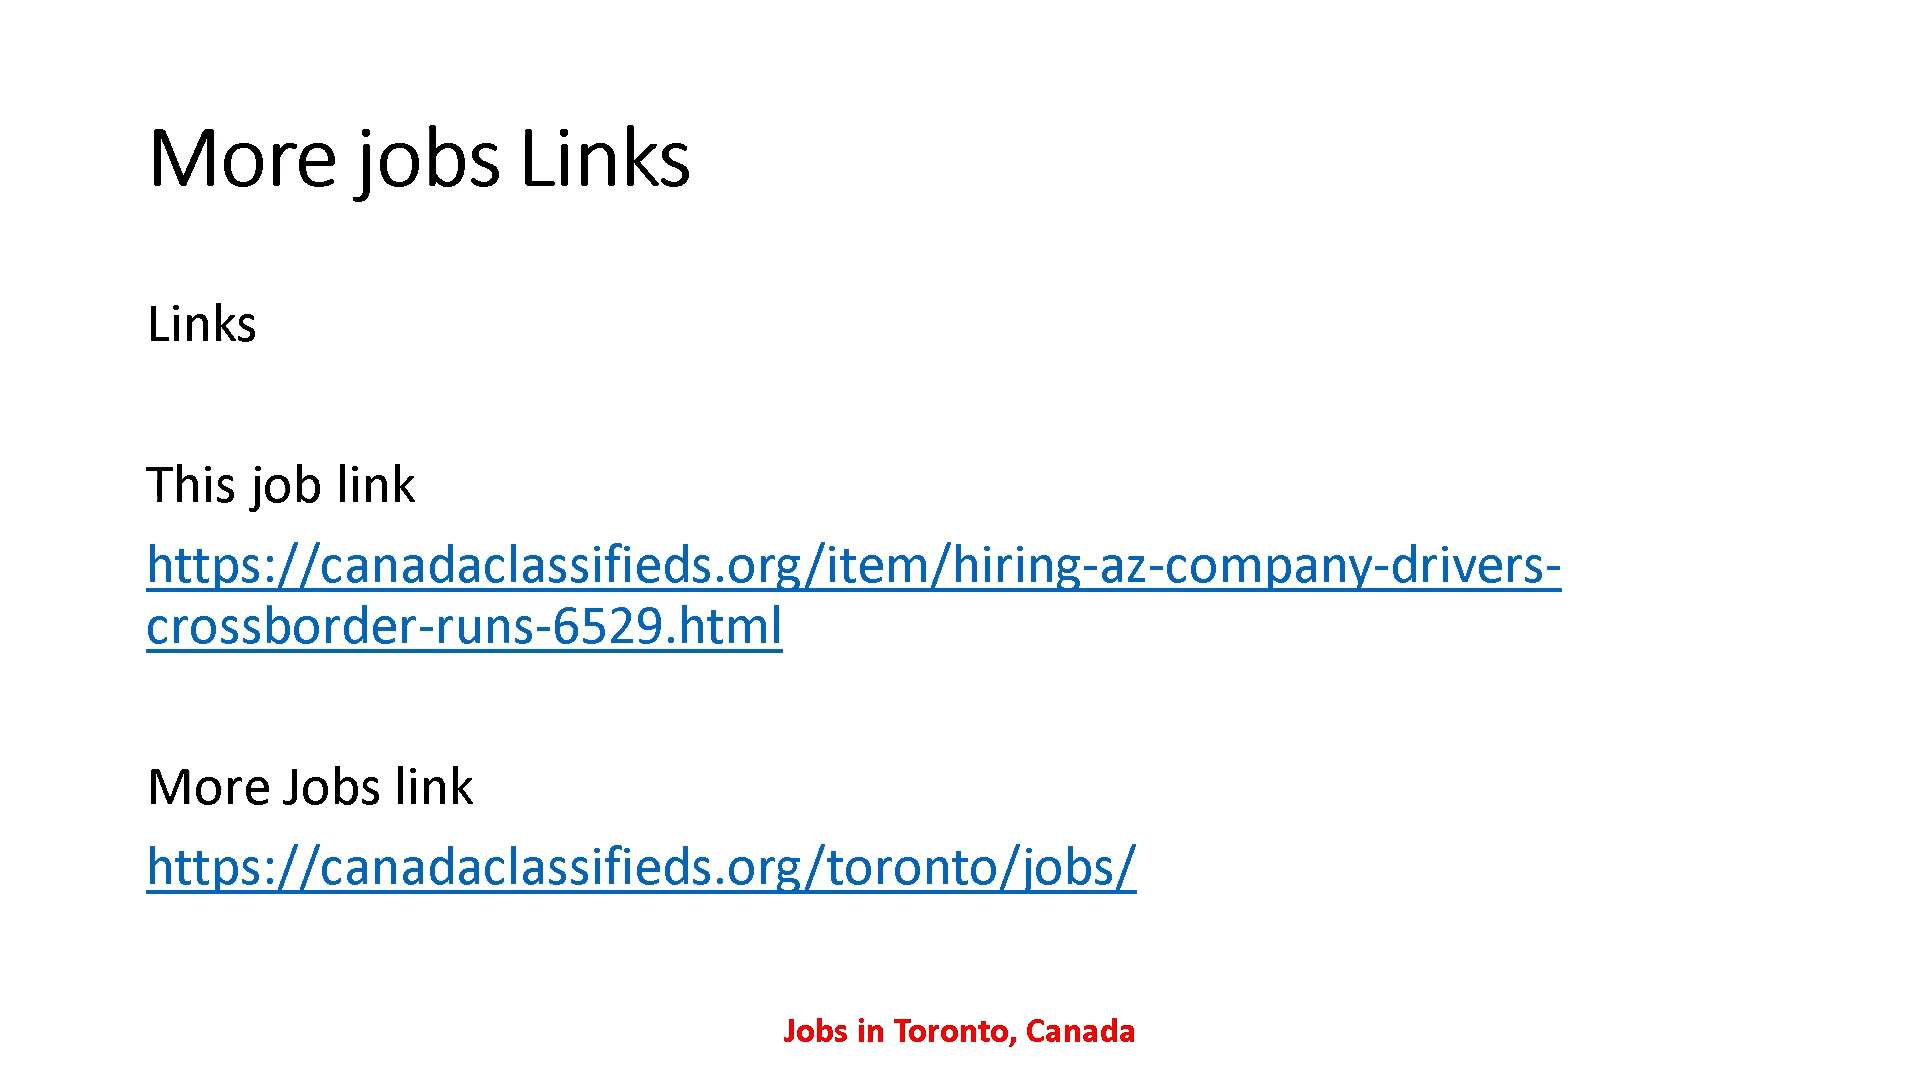 More jobs Links
Links
This job link
https://canadaclassifieds.org/item/hiring-az-company-drivers-
crossborder-runs-6529.html
More Jobs link
https://canadaclassifieds.org/toronto/jobs/
Jobs in Toronto, Canada